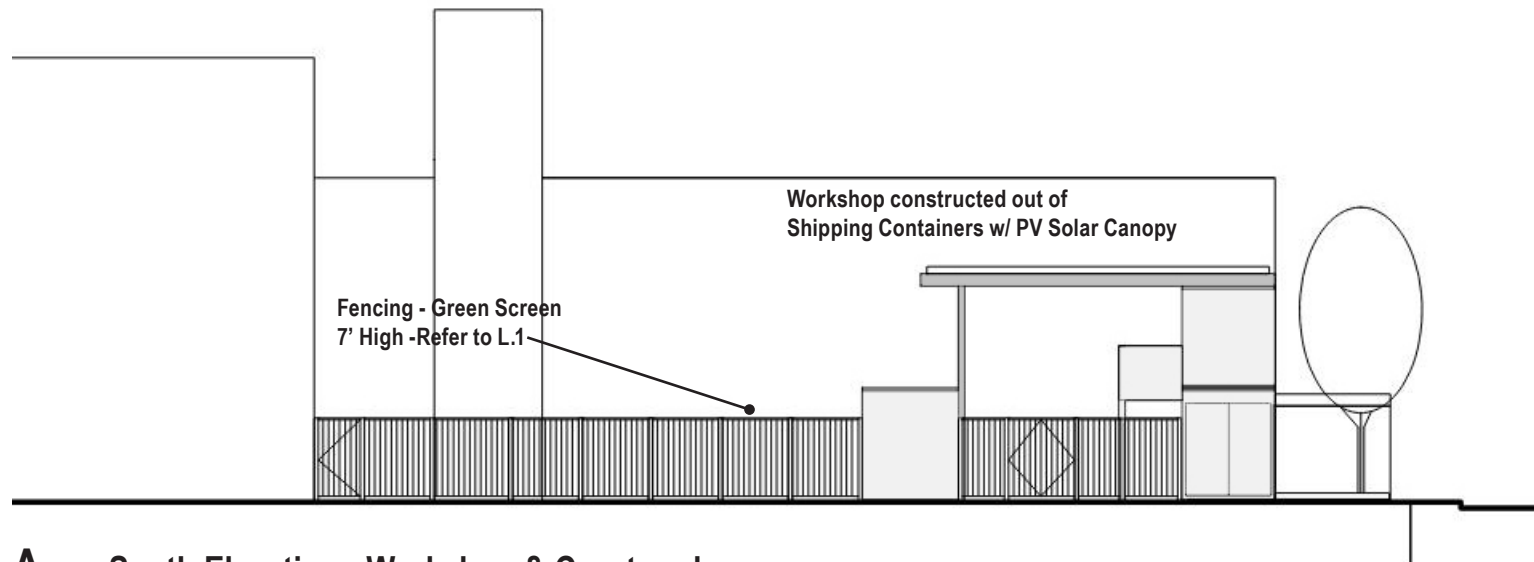 Workshop constructed out of
Shipping Containers w/ PV Solar Canopy
Fencing - Green Screen
7’ High -Refer to L.1